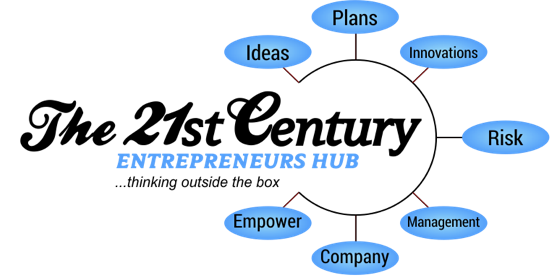 Plans
Ideas
Innovations
The 21st Century
ENTREPRENEURS HUB
...thinking outside the box
Risk
Empower
Management
Company